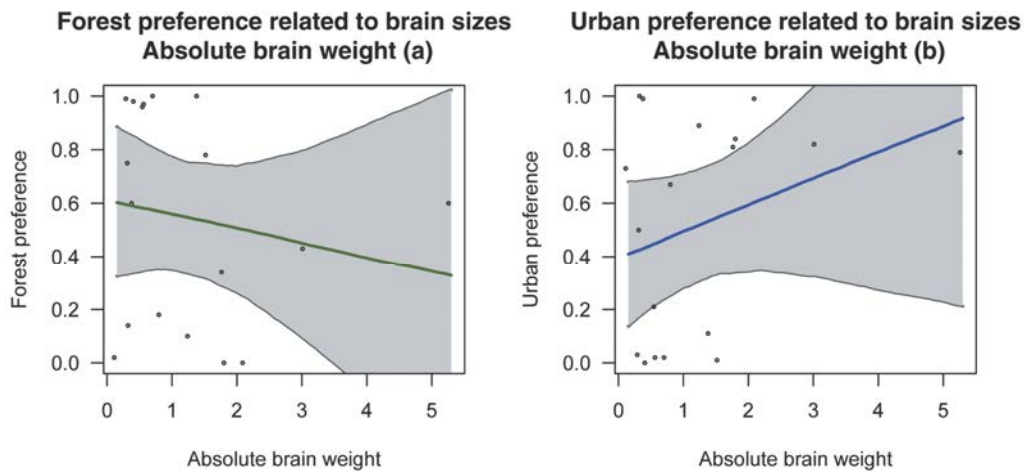 Forest preference related to brain sizes
Absolute brain weight (a)
1.0
0.8
0.6
0.4
0.2
0.0
Forest preference
0 1 2 3 4 5
Absolute brain weight
Urban preference related to brain sizes
Absolute brain weight (b)
1.0
0.8
0.6
0.4
0.2
0.0
Urban preference
0 1 2 3 4 5
Absolute brain weight